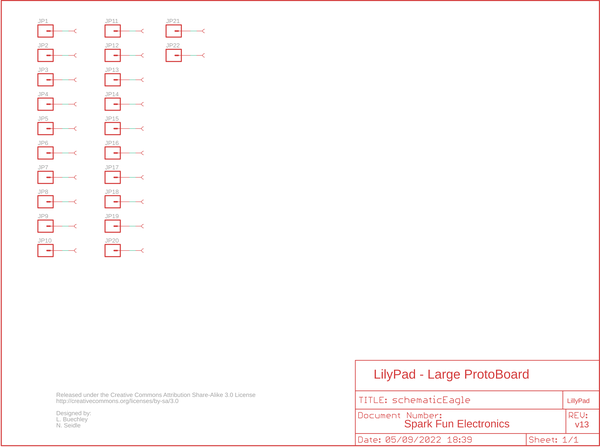 JP1
JP11
JP21
JP2
JP12
JP22
JP3
JP13
JP4
JP14
JP5
JP15
JP6
JP16
JP7
JP17
JP8
JP18
JP9
JP19
JP10
JP20
Released under the Creative Commons Attribution Share-Alike 3.0 License
http://creativecommons.org/licenses/by-sa/3.0
Designed by:
L. Buechley
N. Seidle
LilyPad - Large ProtoBoard
TITLE: schematicEagle
LilyPad
Document Number:
Spark Fun Electronics
REV:
v13
Date: 05/09/2022 18:39
Sheet: 1/1